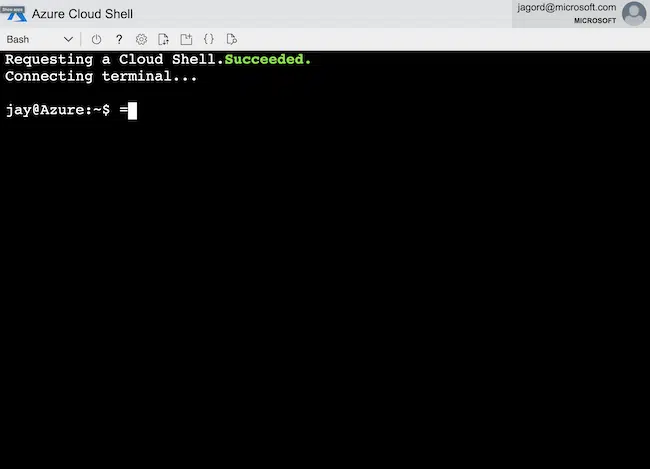 Show apps
Azure Cloud Shell
jagord@microsoft.com
MICROSOFT
Bash
?
{}
Requesting a Cloud Shell.Succeeded.
Connecting terminal...
jay@Azure:~$ =